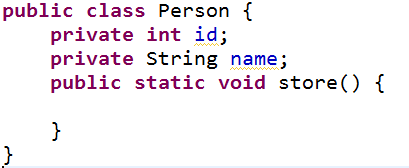 public class Person {
    private int id;
    private String name;
    public static void store() {
    }
}